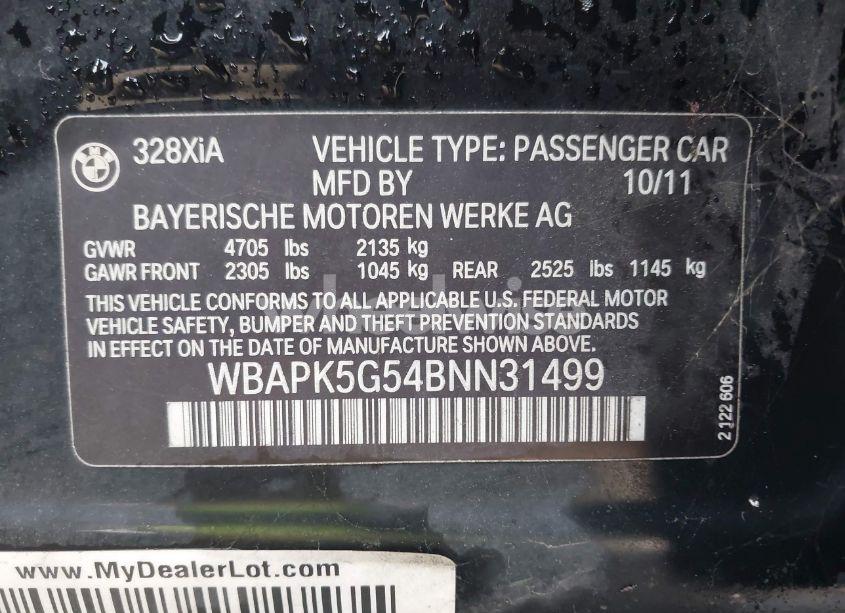 328XiA VEHICLE TYPE: PASSENGER CAR
MFD BY 10/11
BAYERISCHE MOTOREN WERKE AG
GVWR 4705 lbs 2135 kg
GAWR FRONT 2305 lbs 1045 kg REAR 2525 lbs 1145 kg
THIS VEHICLE CONFORMS TO ALL APPLICABLE U.S. FEDERAL MOTOR
VEHICLE SAFETY, BUMPER AND THEFT PREVENTION STANDARDS
IN EFFECT ON THE DATE OF MANUFACTURE SHOWN ABOVE.
WBAPK5G54BNN31499
2 122 606
www.MyDealerLot.com